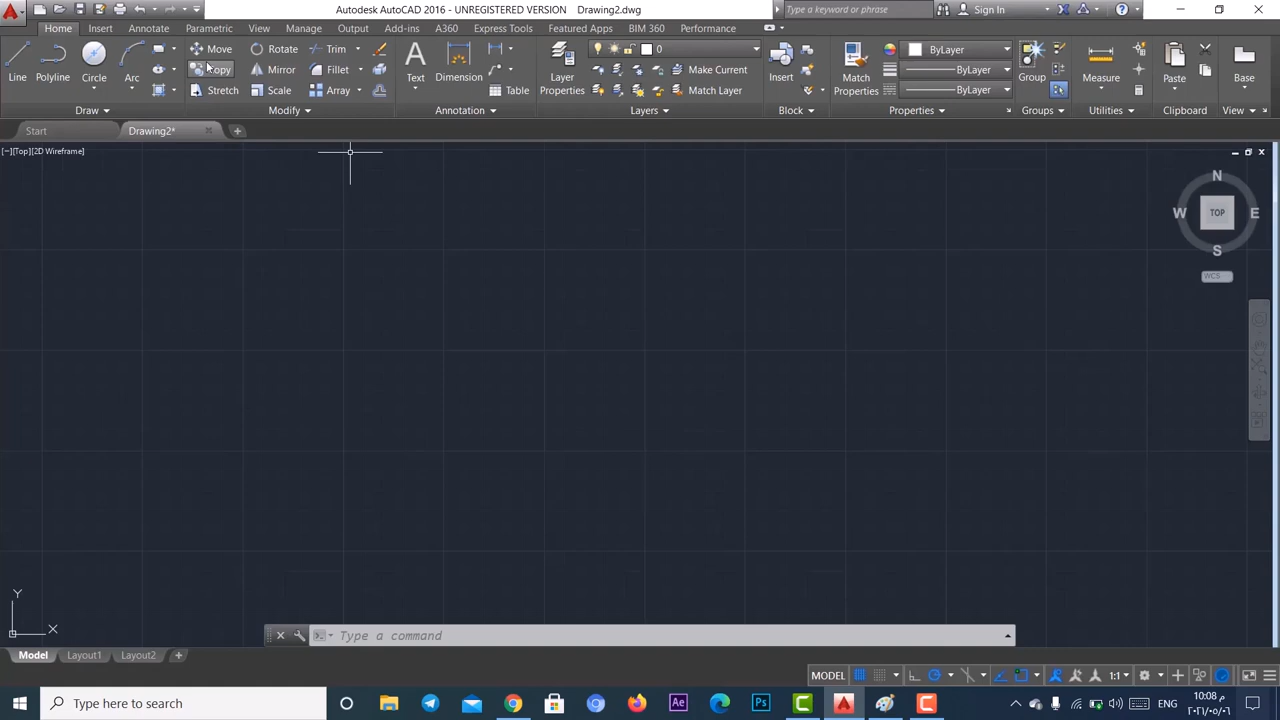 Autodesk AutoCAD 2016 - UNREGISTERED VERSION Drawing2.dwg
Type a keyword or phrase
Sign In
Home Insert Annotate Parametric View Manage Output Add-ins A360 Express Tools Featured Apps BIM 360 Performance
Line
Polyline
Circle
Arc
Move
Copy
Stretch
Rotate
Mirror
Scale
Trim
Fillet
Array
Text
Dimension
Table
Layer
Properties
0
Make Current
Match Layer
Insert
Match
Properties
ByLayer
ByLayer
ByLayer
Group
Measure
Paste
Base
Draw
Modify
Annotation
Layers
Block
Properties
Groups
Utilities
Clipboard
View
Start
Drawing2*
[−][Top][2D Wireframe]
N
W
TOP
E
S
WCS
Y
X
Type a command
Model
Layout1
Layout2
MODEL
1:1
Type here to search
Ae
Ps
ENG